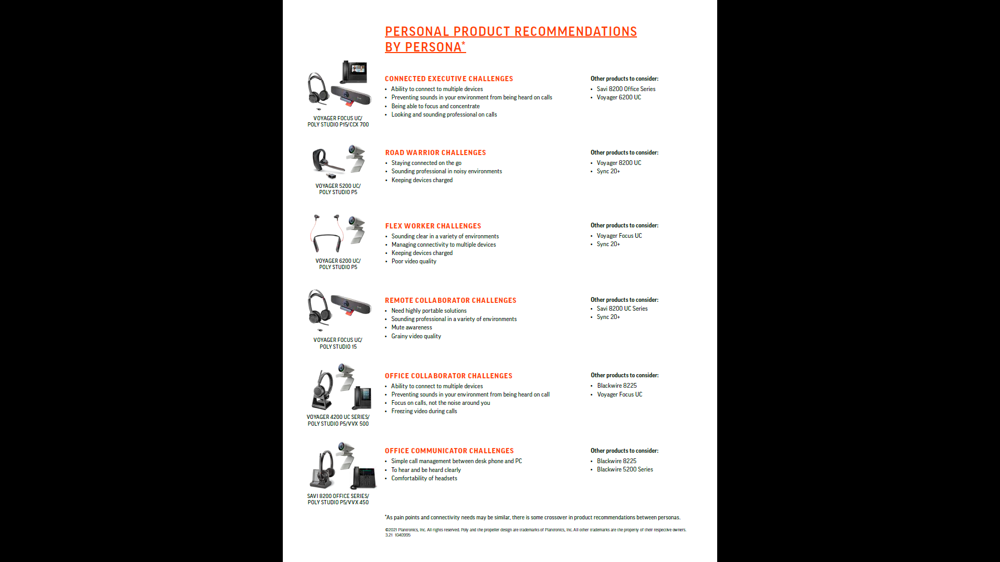 PERSONAL PRODUCT RECOMMENDATIONS
BY PERSONA*
VOYAGER FOCUS UC/
POLY STUDIO P15/CCX 700
CONNECTED EXECUTIVE CHALLENGES
• Ability to connect to multiple devices
• Preventing sounds in your environment from being heard on calls
• Being able to focus and concentrate
• Looking and sounding professional on calls
Other products to consider:
• Savi 8200 Office Series
• Voyager 6200 UC
VOYAGER 5200 UC/
POLY STUDIO P5
ROAD WARRIOR CHALLENGES
• Staying connected on the go
• Sounding professional in noisy environments
• Keeping devices charged
Other products to consider:
• Voyager 8200 UC
• Sync 20+
VOYAGER 6200 UC/
POLY STUDIO P5
FLEX WORKER CHALLENGES
• Sounding clear in a variety of environments
• Managing connectivity to multiple devices
• Keeping devices charged
• Poor video quality
Other products to consider:
• Voyager Focus UC
• Sync 20+
VOYAGER FOCUS UC/
POLY STUDIO 15
REMOTE COLLABORATOR CHALLENGES
• Need highly portable solutions
• Sounding professional in a variety of environments
• Mute awareness
• Grainy video quality
Other products to consider:
• Savi 8200 UC Series
• Sync 20+
VOYAGER 4200 UC SERIES/
POLY STUDIO P5/VVX 500
OFFICE COLLABORATOR CHALLENGES
• Ability to connect to multiple devices
• Preventing sounds in your environment from being heard on call
• Focus on calls, not the noise around you
• Freezing video during calls
Other products to consider:
• Blackwire 8225
• Voyager Focus UC
SAVI 8200 OFFICE SERIES/
POLY STUDIO P5/VVX 450
OFFICE COMMUNICATOR CHALLENGES
• Simple call management between desk phone and PC
• To hear and be heard clearly
• Comfortability of headsets
Other products to consider:
• Blackwire 8225
• Blackwire 5200 Series
*As pain points and connectivity needs may be similar, there is some crossover in product recommendations between personas.
©2021 Plantronics, Inc. All rights reserved. Poly and the propeller design are trademarks of Plantronics, Inc. All other trademarks are the property of their respective owners.
3.21 1040995